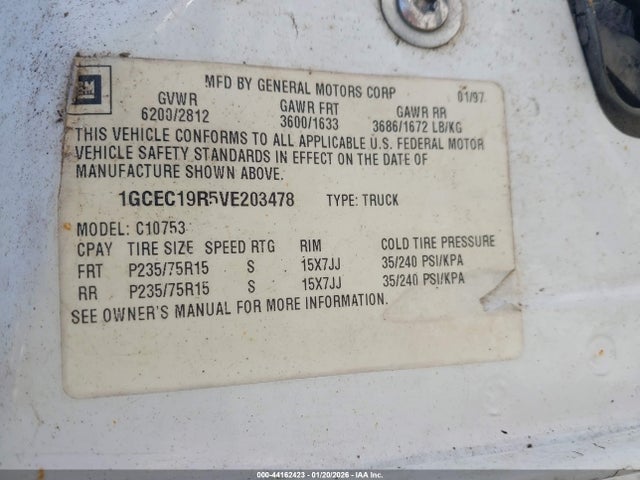 GM
MFD BY GENERAL MOTORS CORP 01/97
GVWR GAWR FRT GAWR RR
6200/2812 3600/1633 3686/1672 LB/KG
THIS VEHICLE CONFORMS TO ALL APPLICABLE U.S. FEDERAL MOTOR
VEHICLE SAFETY STANDARDS IN EFFECT ON THE DATE OF
MANUFACTURE SHOWN ABOVE.
1GCEC19R5VE203478 TYPE: TRUCK
MODEL: C10753
CPAY TIRE SIZE SPEED RTG RIM COLD TIRE PRESSURE
FRT P235/75R15 S 15X7JJ 35/240 PSI/KPA
RR P235/75R15 S 15X7JJ 35/240 PSI/KPA
SEE OWNER'S MANUAL FOR MORE INFORMATION.
000-44162423 - 01/20/2026 - IAAI.COM